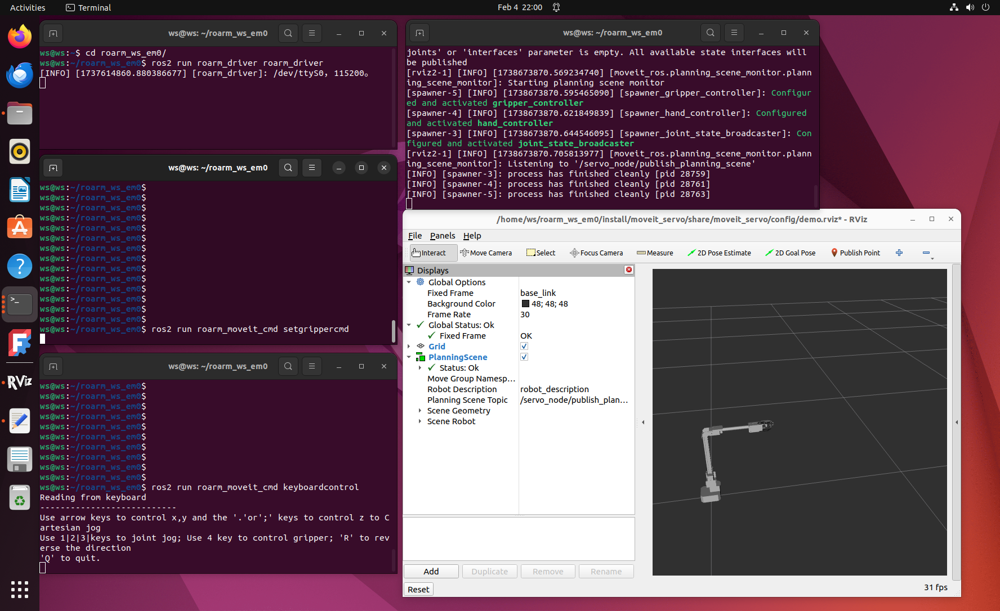 Activities
Terminal
Feb 4 22:00
ws@ws: ~/roarm_ws_em0
ws@ws:~$ cd roarm_ws_em0/
ws@ws:~/roarm_ws_em0$ ros2 run roarm_driver roarm_driver
[INFO] [1737614860.880386677] [roarm_driver]: /dev/ttyS0, 115200。
ws@ws: ~/roarm_ws_em0
ws@ws:~/roarm_ws_em0$
ws@ws:~/roarm_ws_em0$
ws@ws:~/roarm_ws_em0$
ws@ws:~/roarm_ws_em0$
ws@ws:~/roarm_ws_em0$
ws@ws:~/roarm_ws_em0$
ws@ws:~/roarm_ws_em0$
ws@ws:~/roarm_ws_em0$
ws@ws:~/roarm_ws_em0$
ws@ws:~/roarm_ws_em0$
ws@ws:~/roarm_ws_em0$
ws@ws:~/roarm_ws_em0$
ws@ws:~/roarm_ws_em0$
ws@ws:~/roarm_ws_em0$
ws@ws:~/roarm_ws_em0$ ros2 run roarm_moveit_cmd setgrippercmd
ws@ws: ~/roarm_ws_em0
ws@ws:~/roarm_ws_em0$
ws@ws:~/roarm_ws_em0$
ws@ws:~/roarm_ws_em0$
ws@ws:~/roarm_ws_em0$
ws@ws:~/roarm_ws_em0$
ws@ws:~/roarm_ws_em0$
ws@ws:~/roarm_ws_em0$
ws@ws:~/roarm_ws_em0$
ws@ws:~/roarm_ws_em0$
ws@ws:~/roarm_ws_em0$
ws@ws:~/roarm_ws_em0$ ros2 run roarm_moveit_cmd keyboardcontrol
Reading from keyboard
---------------------------
Use arrow keys to control x,y and the '.'or';' keys to control z to C
artesian jog
Use 1|2|3|keys to joint jog; Use 4 key to control gripper; 'R' to rev
erse the direction
'Q' to quit.
ws@ws: ~/roarm_ws_em0
joints' or 'interfaces' parameter is empty. All available state interfaces will
be published
[rviz2-1] [INFO] [1738673870.569234740] [moveit_ros.planning_scene_monitor.plann
ing_scene_monitor]: Starting planning scene monitor
[spawner-5] [INFO] [1738673870.595465090] [spawner_gripper_controller]: Configur
ed and activated gripper_controller
[spawner-4] [INFO] [1738673870.621849839] [spawner_hand_controller]: Configured
and activated hand_controller
[spawner-3] [INFO] [1738673870.644546095] [spawner_joint_state_broadcaster]: Con
figured and activated joint_state_broadcaster
[rviz2-1] [INFO] [1738673870.705813977] [moveit_ros.planning_scene_monitor.plann
ing_scene_monitor]: Listening to '/servo_node/publish_planning_scene'
[INFO] [spawner-3]: process has finished cleanly [pid 28759]
[INFO] [spawner-4]: process has finished cleanly [pid 28761]
[INFO] [spawner-5]: process has finished cleanly [pid 28763]
/home/ws/roarm_ws_em0/install/moveit_servo/share/moveit_servo/config/demo.rviz* - RViz
File Panels Help
Interact Move Camera Select Focus Camera Measure 2D Pose Estimate 2D Goal Pose Publish Point
Displays
Global Options
Fixed Frame base_link
Background Color 48; 48; 48
Frame Rate 30
Global Status: Ok
Fixed Frame OK
Grid
PlanningScene
Status: Ok
Move Group Namesp...
Robot Description robot_description
Planning Scene Topic /servo_node/publish_plan...
Scene Geometry
Scene Robot
Add Duplicate Remove Rename
Reset
31 fps
RViz